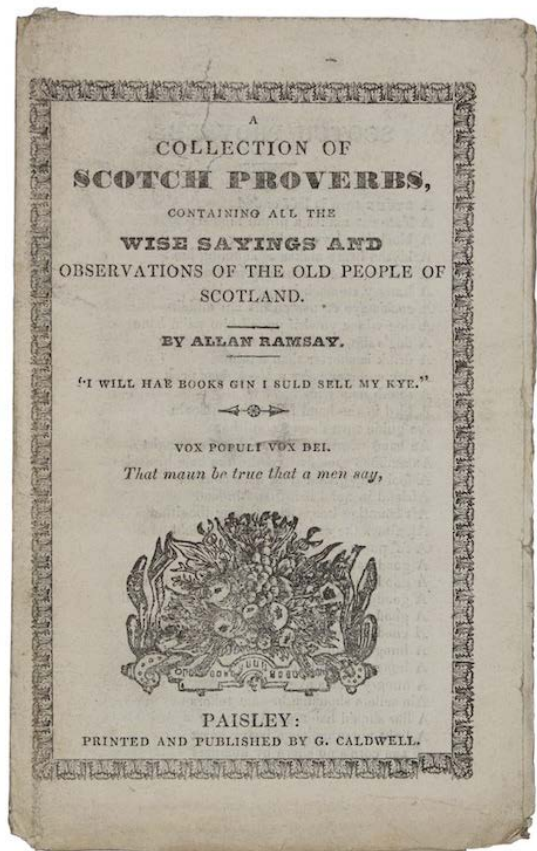 A
COLLECTION OF
SCOTCH PROVERBS,
CONTAINING ALL THE
WISE SAYINGS AND
OBSERVATIONS OF THE OLD PEOPLE OF
SCOTLAND.
BY ALLAN RAMSAY.
"I WILL HAE BOOKS GIN I SULD SELL MY KYE."
VOX POPULI VOX DEI.
That maun be true that a men say,
PAISLEY:
PRINTED AND PUBLISHED BY G. CALDWELL.